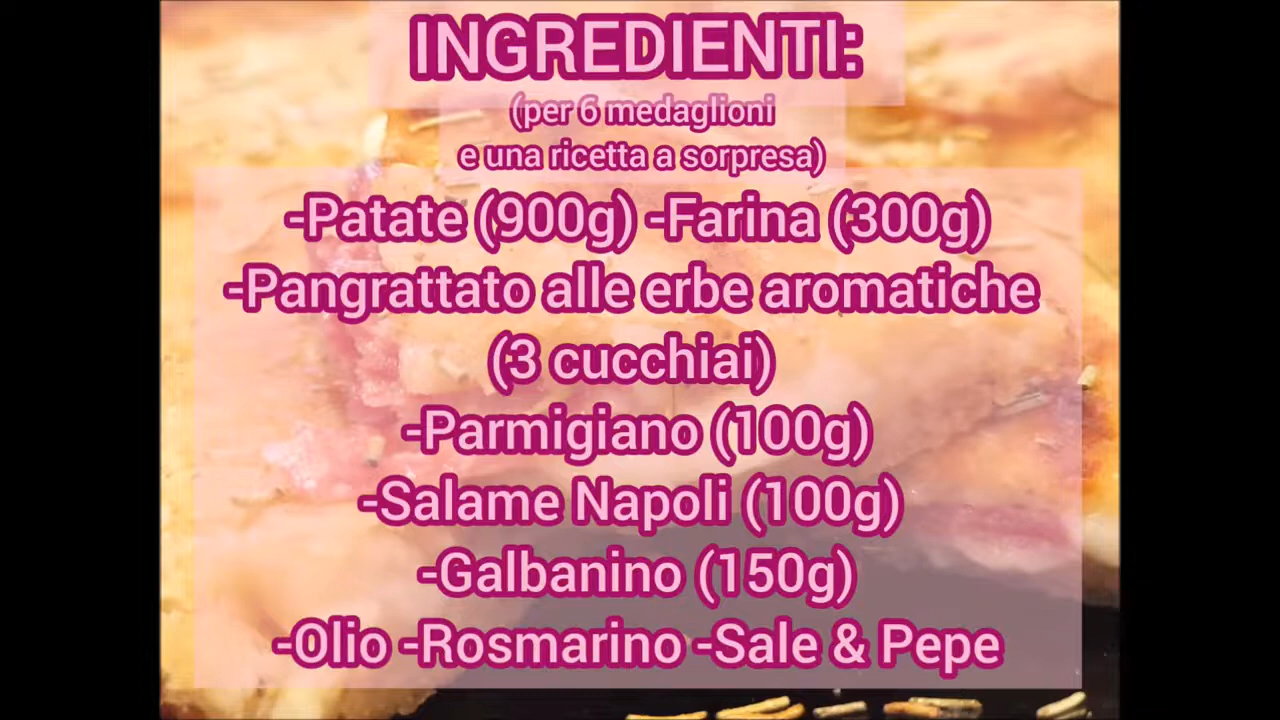 INGREDIENTI:
(per 6 medaglioni
e una ricetta a sorpresa)
-Patate (900g) -Farina (300g)
-Pangrattato alle erbe aromatiche
(3 cucchiai)
-Parmigiano (100g)
-Salame Napoli (100g)
-Galbanino (150g)
-Olio -Rosmarino -Sale & Pepe